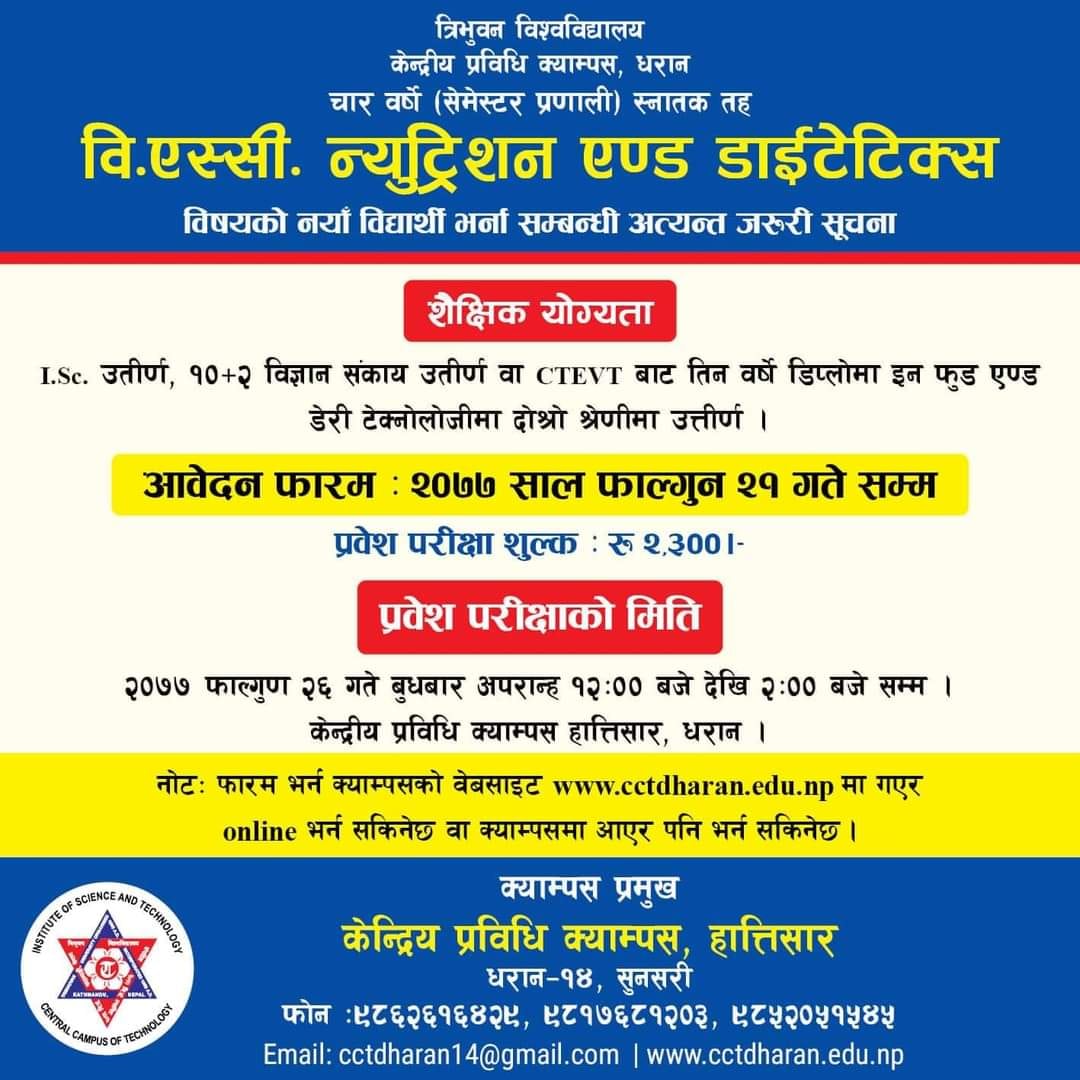 त्रिभुवन विश्वविद्यालय
केन्द्रीय प्रविधि क्याम्पस, धरान
चार वर्षे (सेमेस्टर प्रणाली) स्नातक तह
वि.एस्सी. न्युट्रिशन एण्ड डाईटेटिक्स
विषयको नयाँ विद्यार्थी भर्ना सम्बन्धी अत्यन्त जरुरी सूचना
शैक्षिक योग्यता
I.Sc. उतीर्ण, १०+२ विज्ञान संकाय उतीर्ण वा CTEVT बाट तिन वर्षे डिप्लोमा इन फुड एण्ड
डेरी टेक्नोलोजीमा दोश्रो श्रेणीमा उत्तीर्ण ।
आवेदन फारम : २०७७ साल फाल्गुन २१ गते सम्म
प्रवेश परीक्षा शुल्क : रु २,३००।-
प्रवेश परीक्षाको मिति
२०७७ फाल्गुण २६ गते बुधबार अपरान्ह १२:०० बजे देखि २:०० बजे सम्म ।
केन्द्रीय प्रविधि क्याम्पस हात्तिसार, धरान ।
नोट: फारम भर्न क्याम्पसको वेबसाइट www.cctdharan.edu.np मा गएर
online भर्न सकिनेछ वा क्याम्पसमा आएर पनि भर्न सकिनेछ ।
क्याम्पस प्रमुख
केन्द्रिय प्रविधि क्याम्पस, हात्तिसार
धरान-१४, सुनसरी
फोन :९८६२६१६४२९, ९८१७६८१२०३, ९८५२०५१५४५
Email: cctdharan14@gmail.com | www.cctdharan.edu.np
INSTITUTE OF SCIENCE AND TECHNOLOGY
KATHMANDU, NEPAL
CENTRAL CAMPUS OF TECHNOLOGY